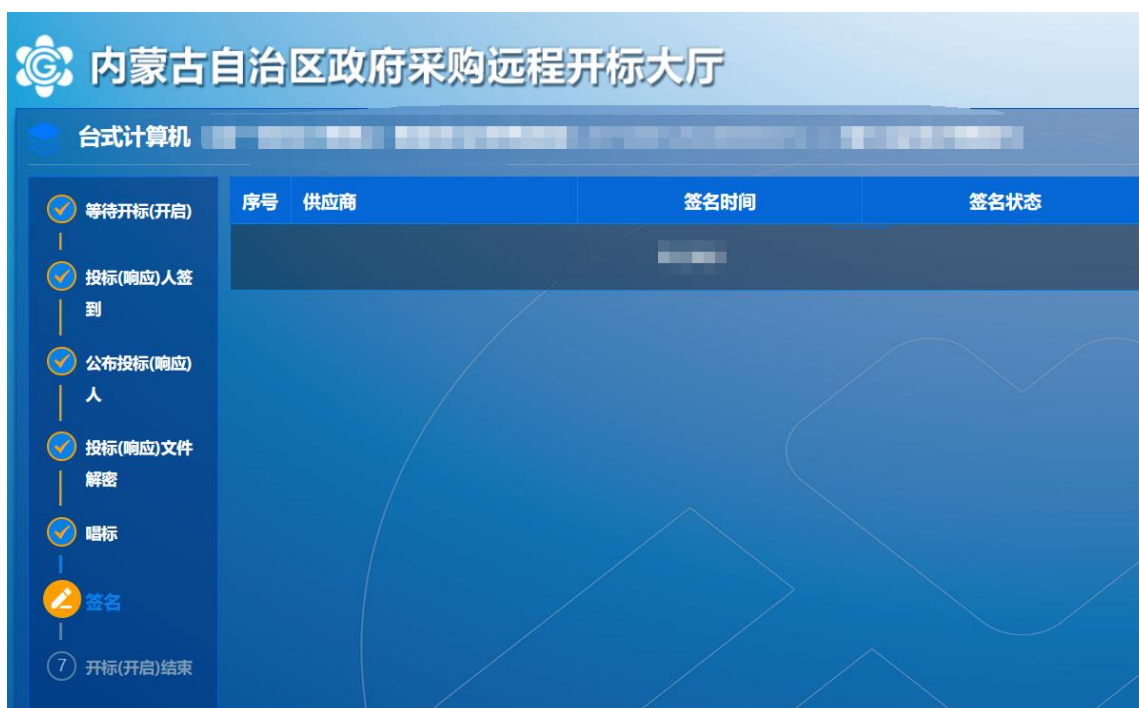 内蒙古自治区政府采购远程开标大厅
台式计算机
等待开标(开启)
投标(响应)人签
到
公布投标(响应)
人
投标(响应)文件
解密
唱标
签名
7 开标(开启)结束
序号 供应商 签名时间 签名状态